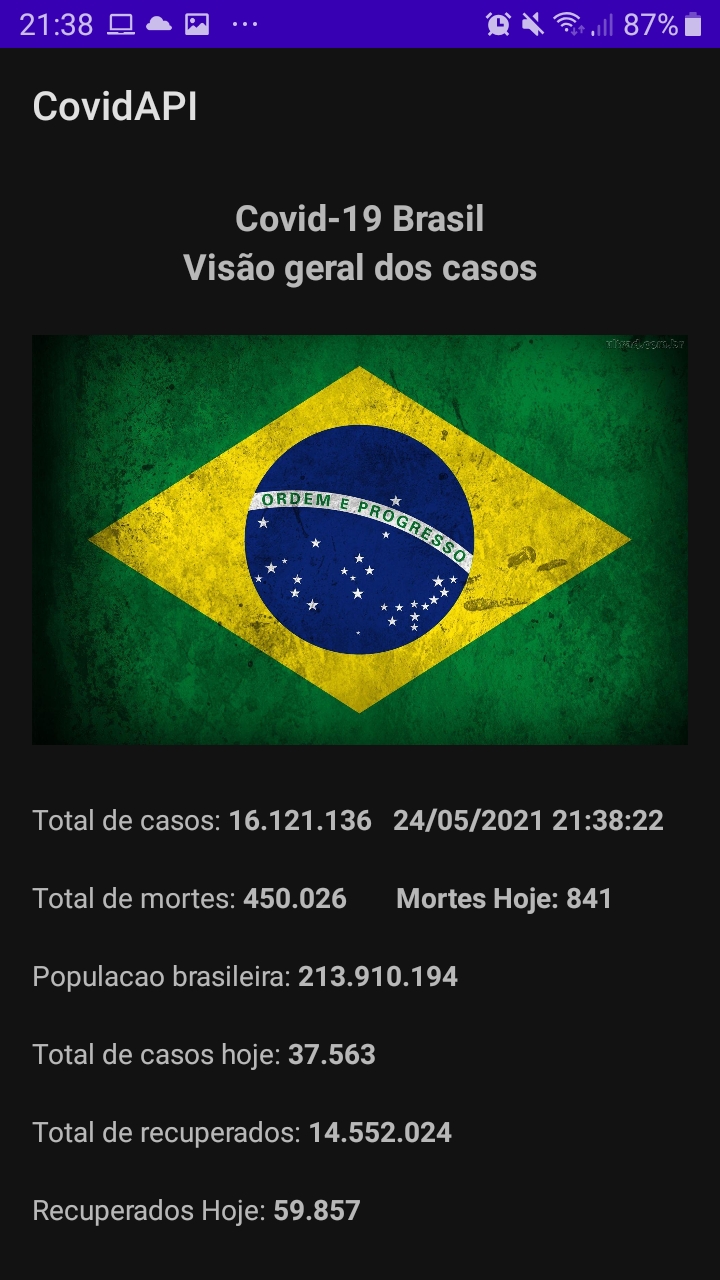 21:38 87%
CovidAPI
Covid-19 Brasil
Visão geral dos casos
ORDEM E PROGRESSO
Total de casos: 16.121.136 24/05/2021 21:38:22
Total de mortes: 450.026 Mortes Hoje: 841
Populacao brasileira: 213.910.194
Total de casos hoje: 37.563
Total de recuperados: 14.552.024
Recuperados Hoje: 59.857